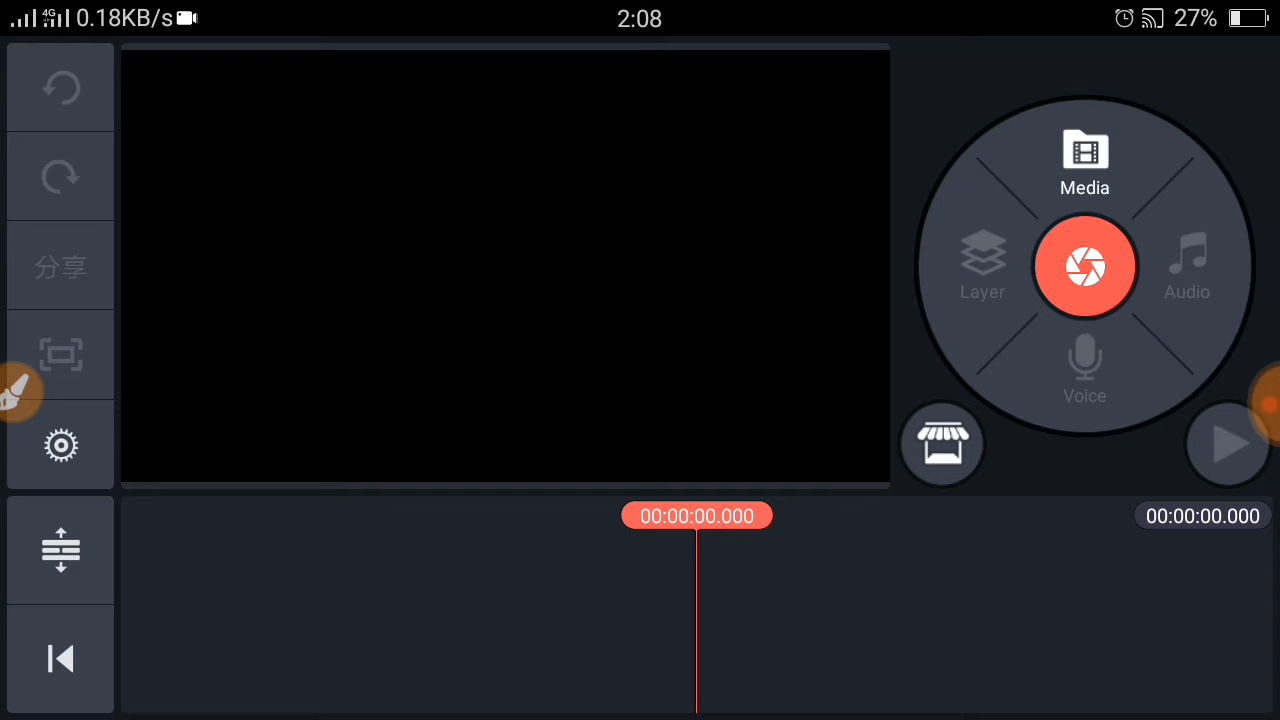 4G 0.18KB/s 2:08 27%
分享
Media
Layer
Audio
Voice
00:00:00.000
00:00:00.000